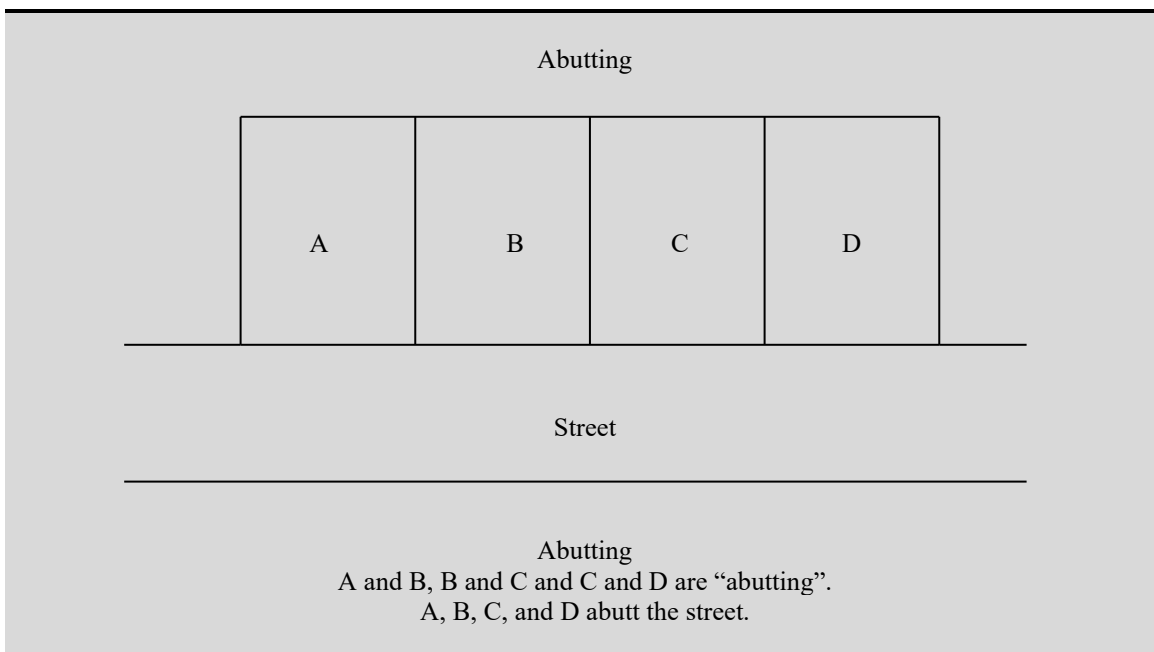 Abutting
A B C D
Street
Abutting
A and B, B and C and C and D are “abutting”.
A, B, C, and D abutt the street.